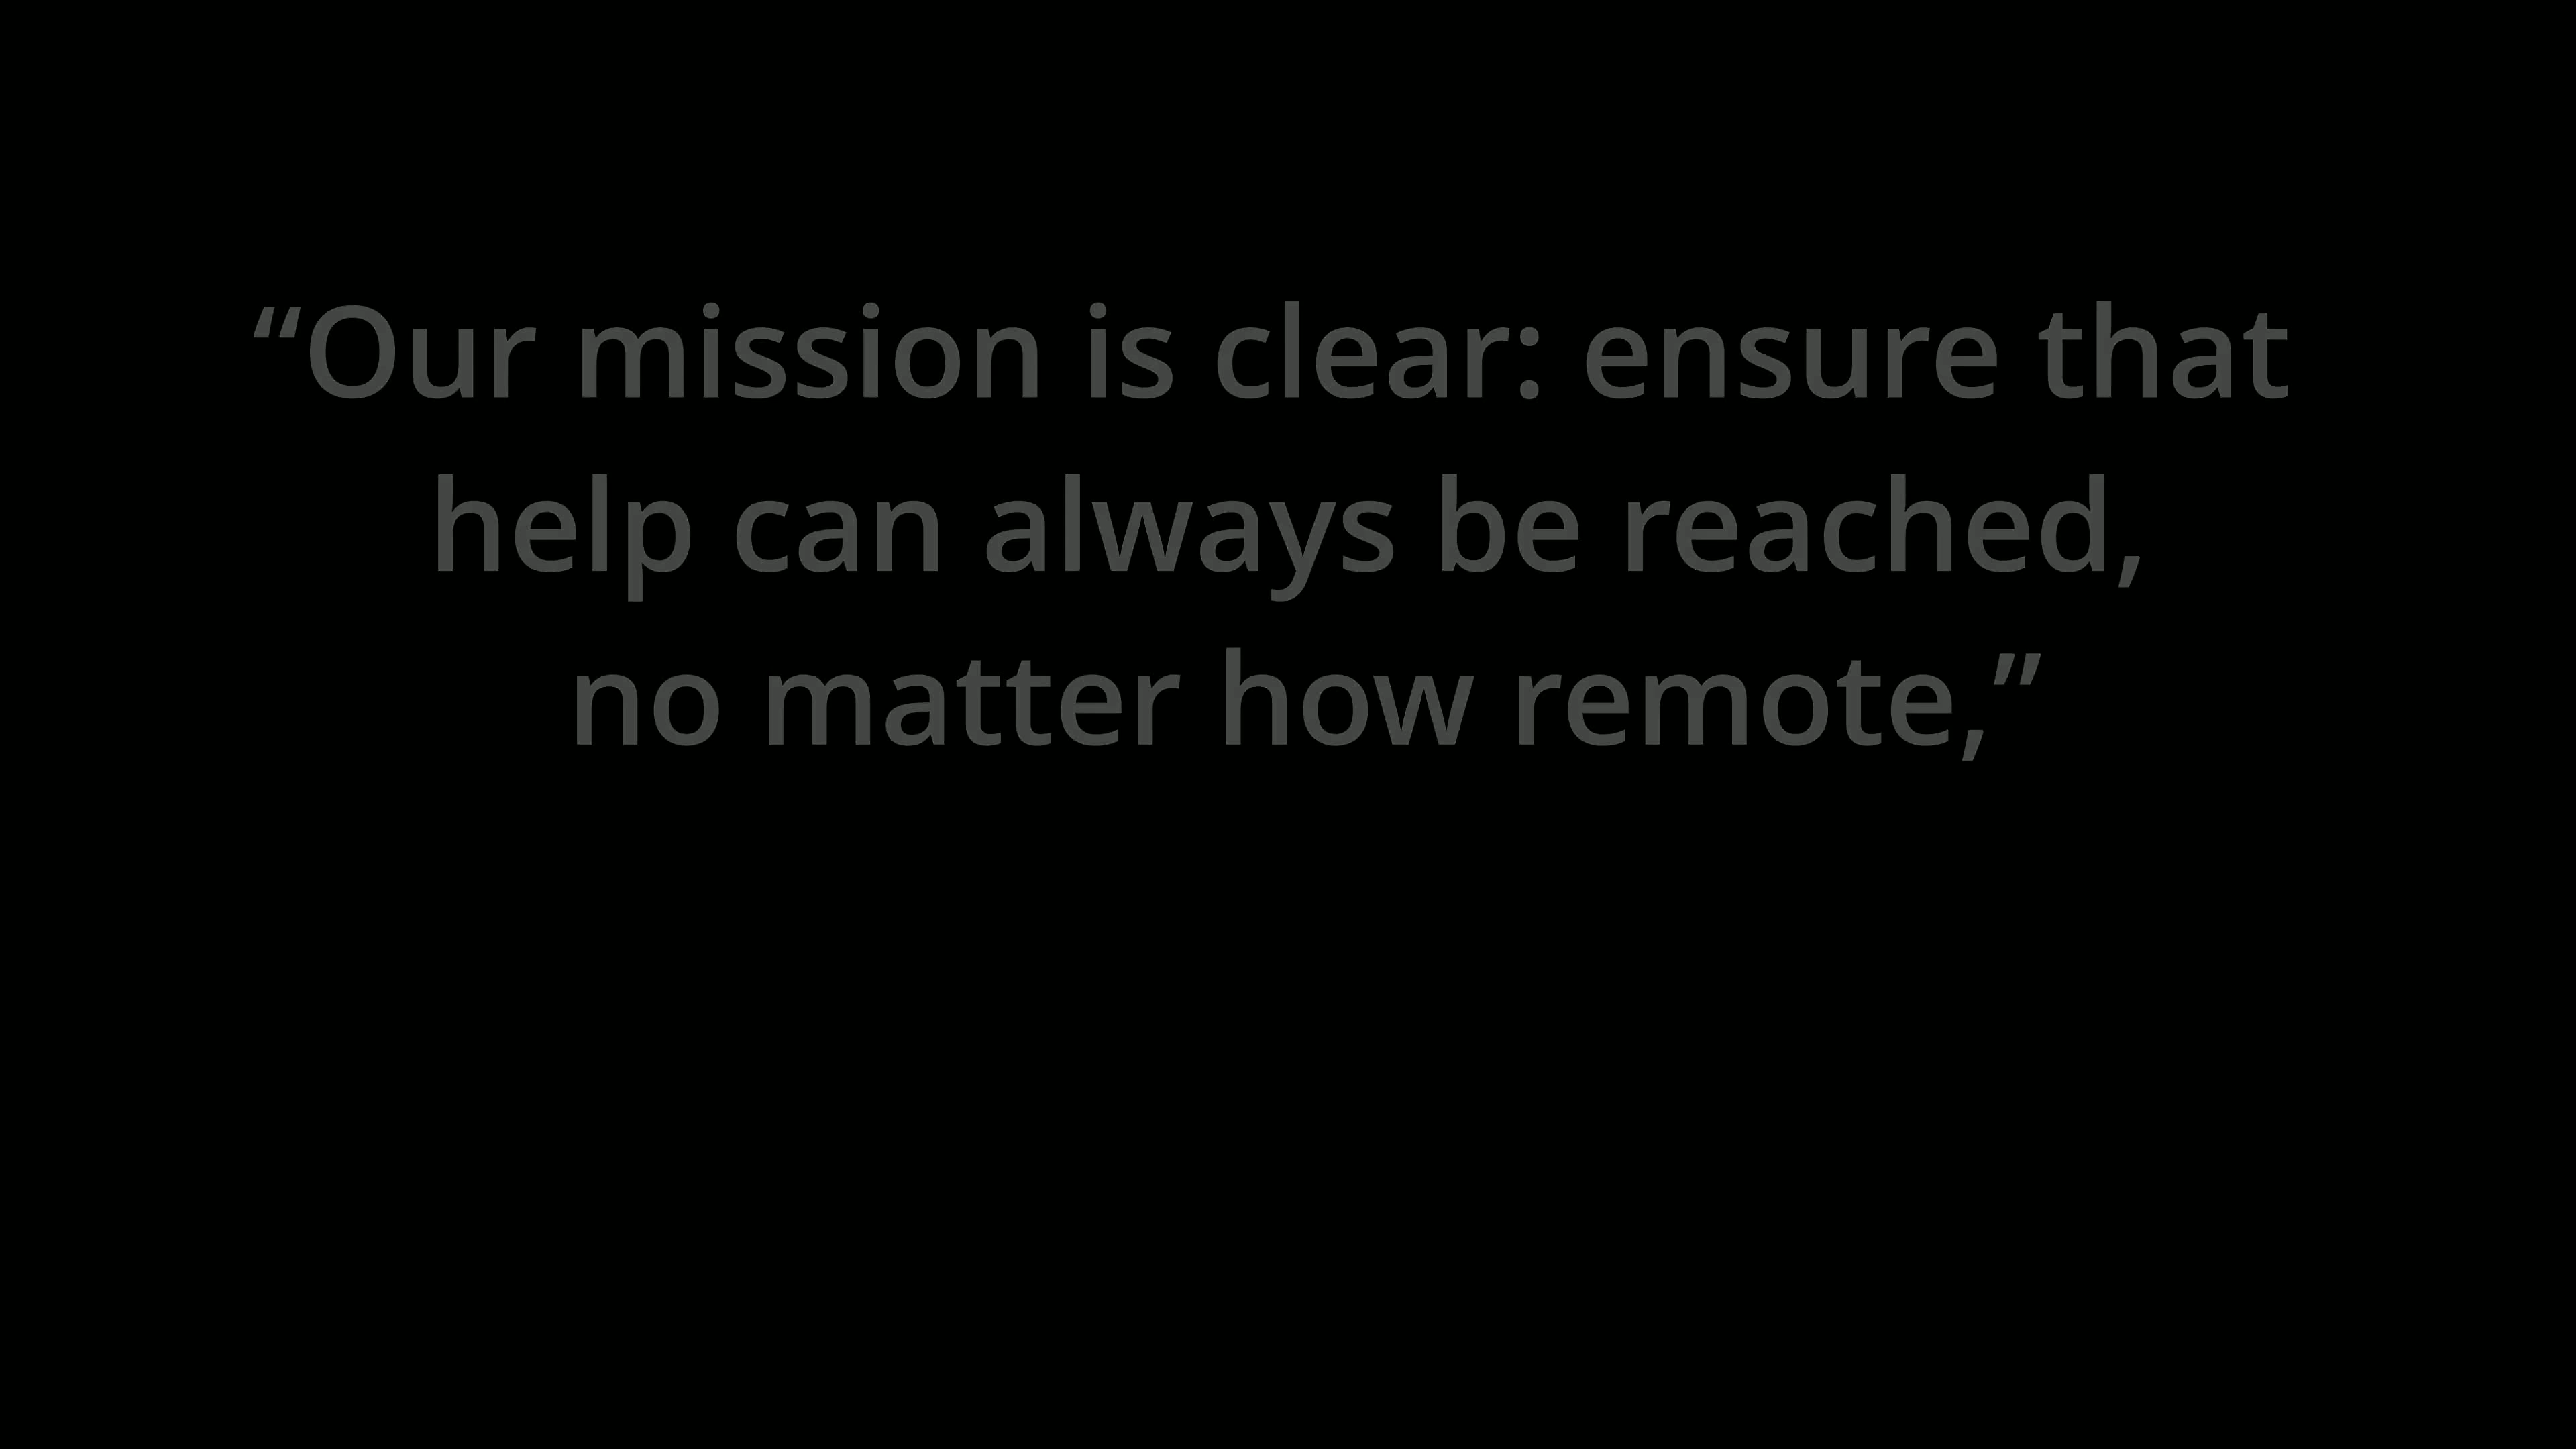 “Our mission is clear: ensure that
help can always be reached,
no matter how remote,”